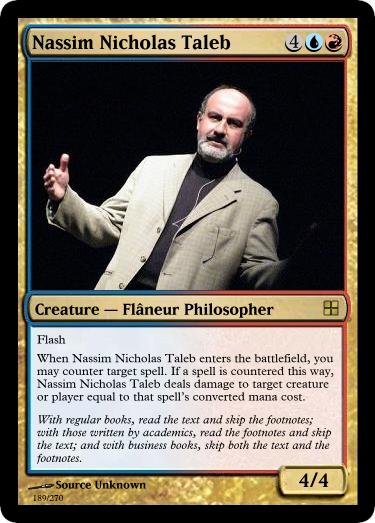 Nassim Nicholas Taleb 4
Creature — Flâneur Philosopher
Flash
When Nassim Nicholas Taleb enters the battlefield, you
may counter target spell. If a spell is countered this way,
Nassim Nicholas Taleb deals damage to target creature
or player equal to that spell's converted mana cost.
With regular books, read the text and skip the footnotes;
with those written by academics, read the footnotes and skip
the text; and with business books, skip both the text and the
footnotes.
4/4
Source Unknown
189/270